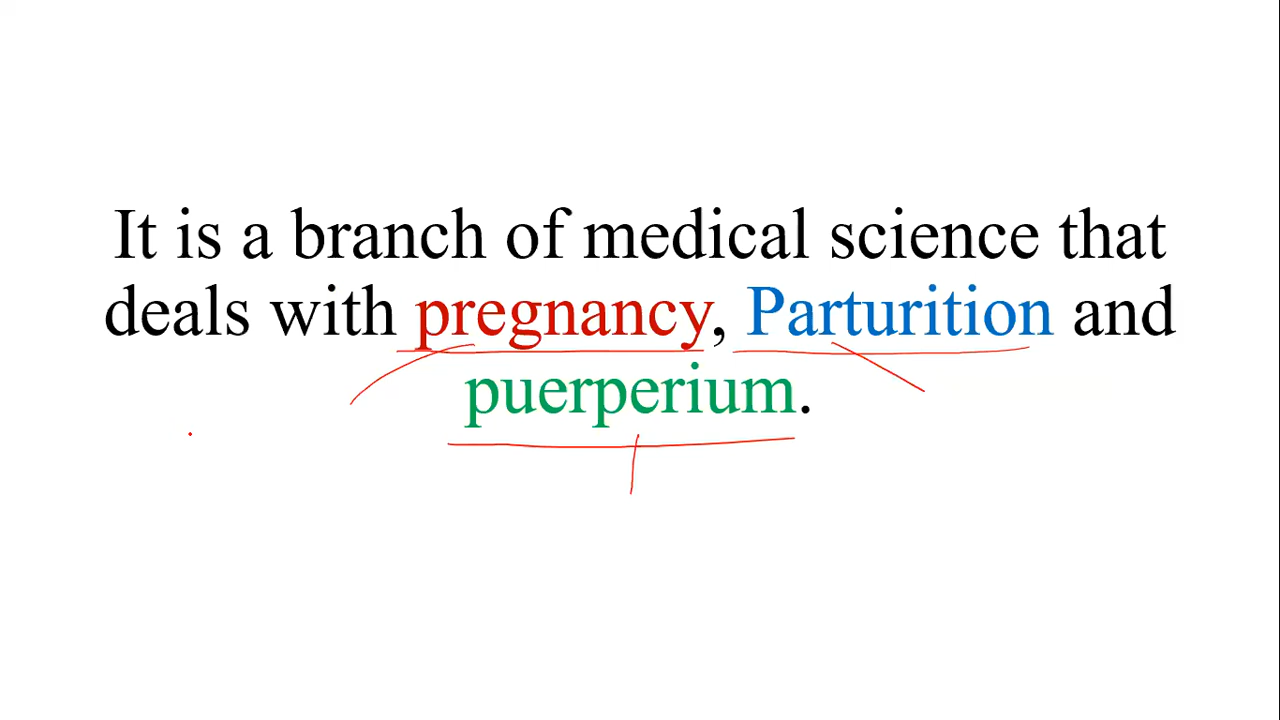 It is a branch of medical science that
deals with pregnancy, Parturition and
puerperium.